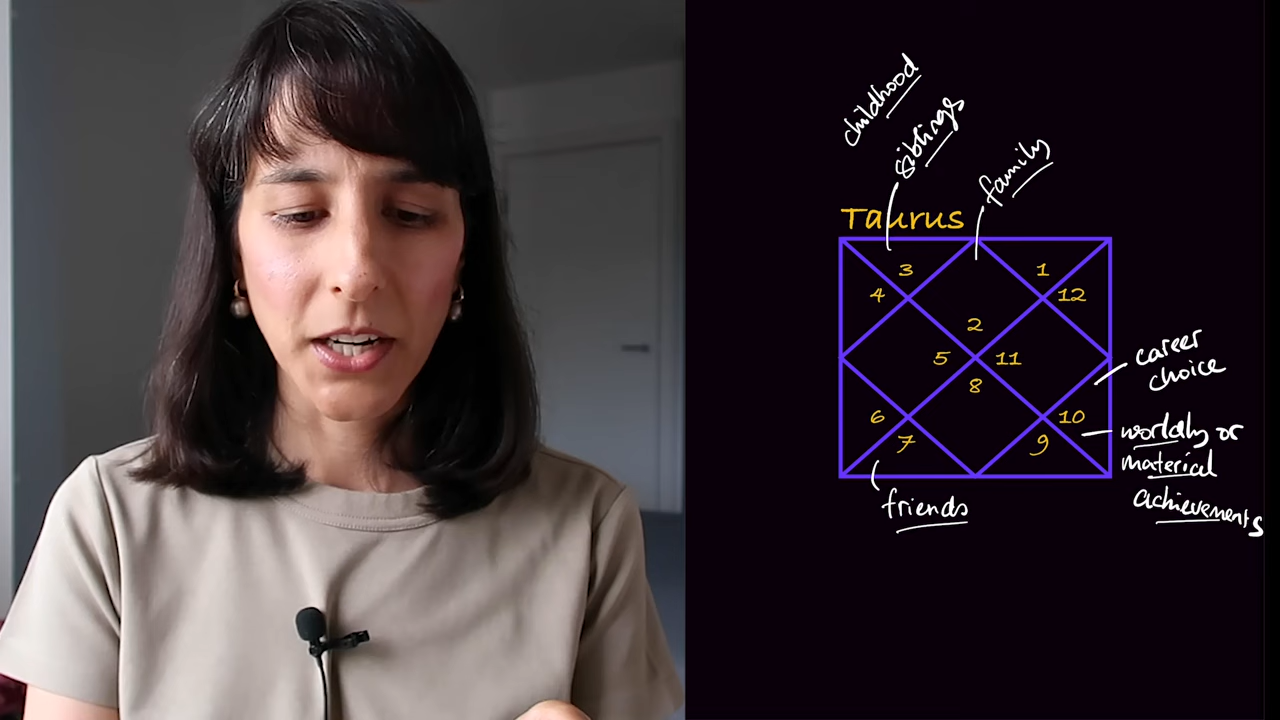 childhood
siblings
family
Taurus
3
1
4
12
2
5
11
8
6
10
7
9
career
choice
worldly or
material
achievements
friends